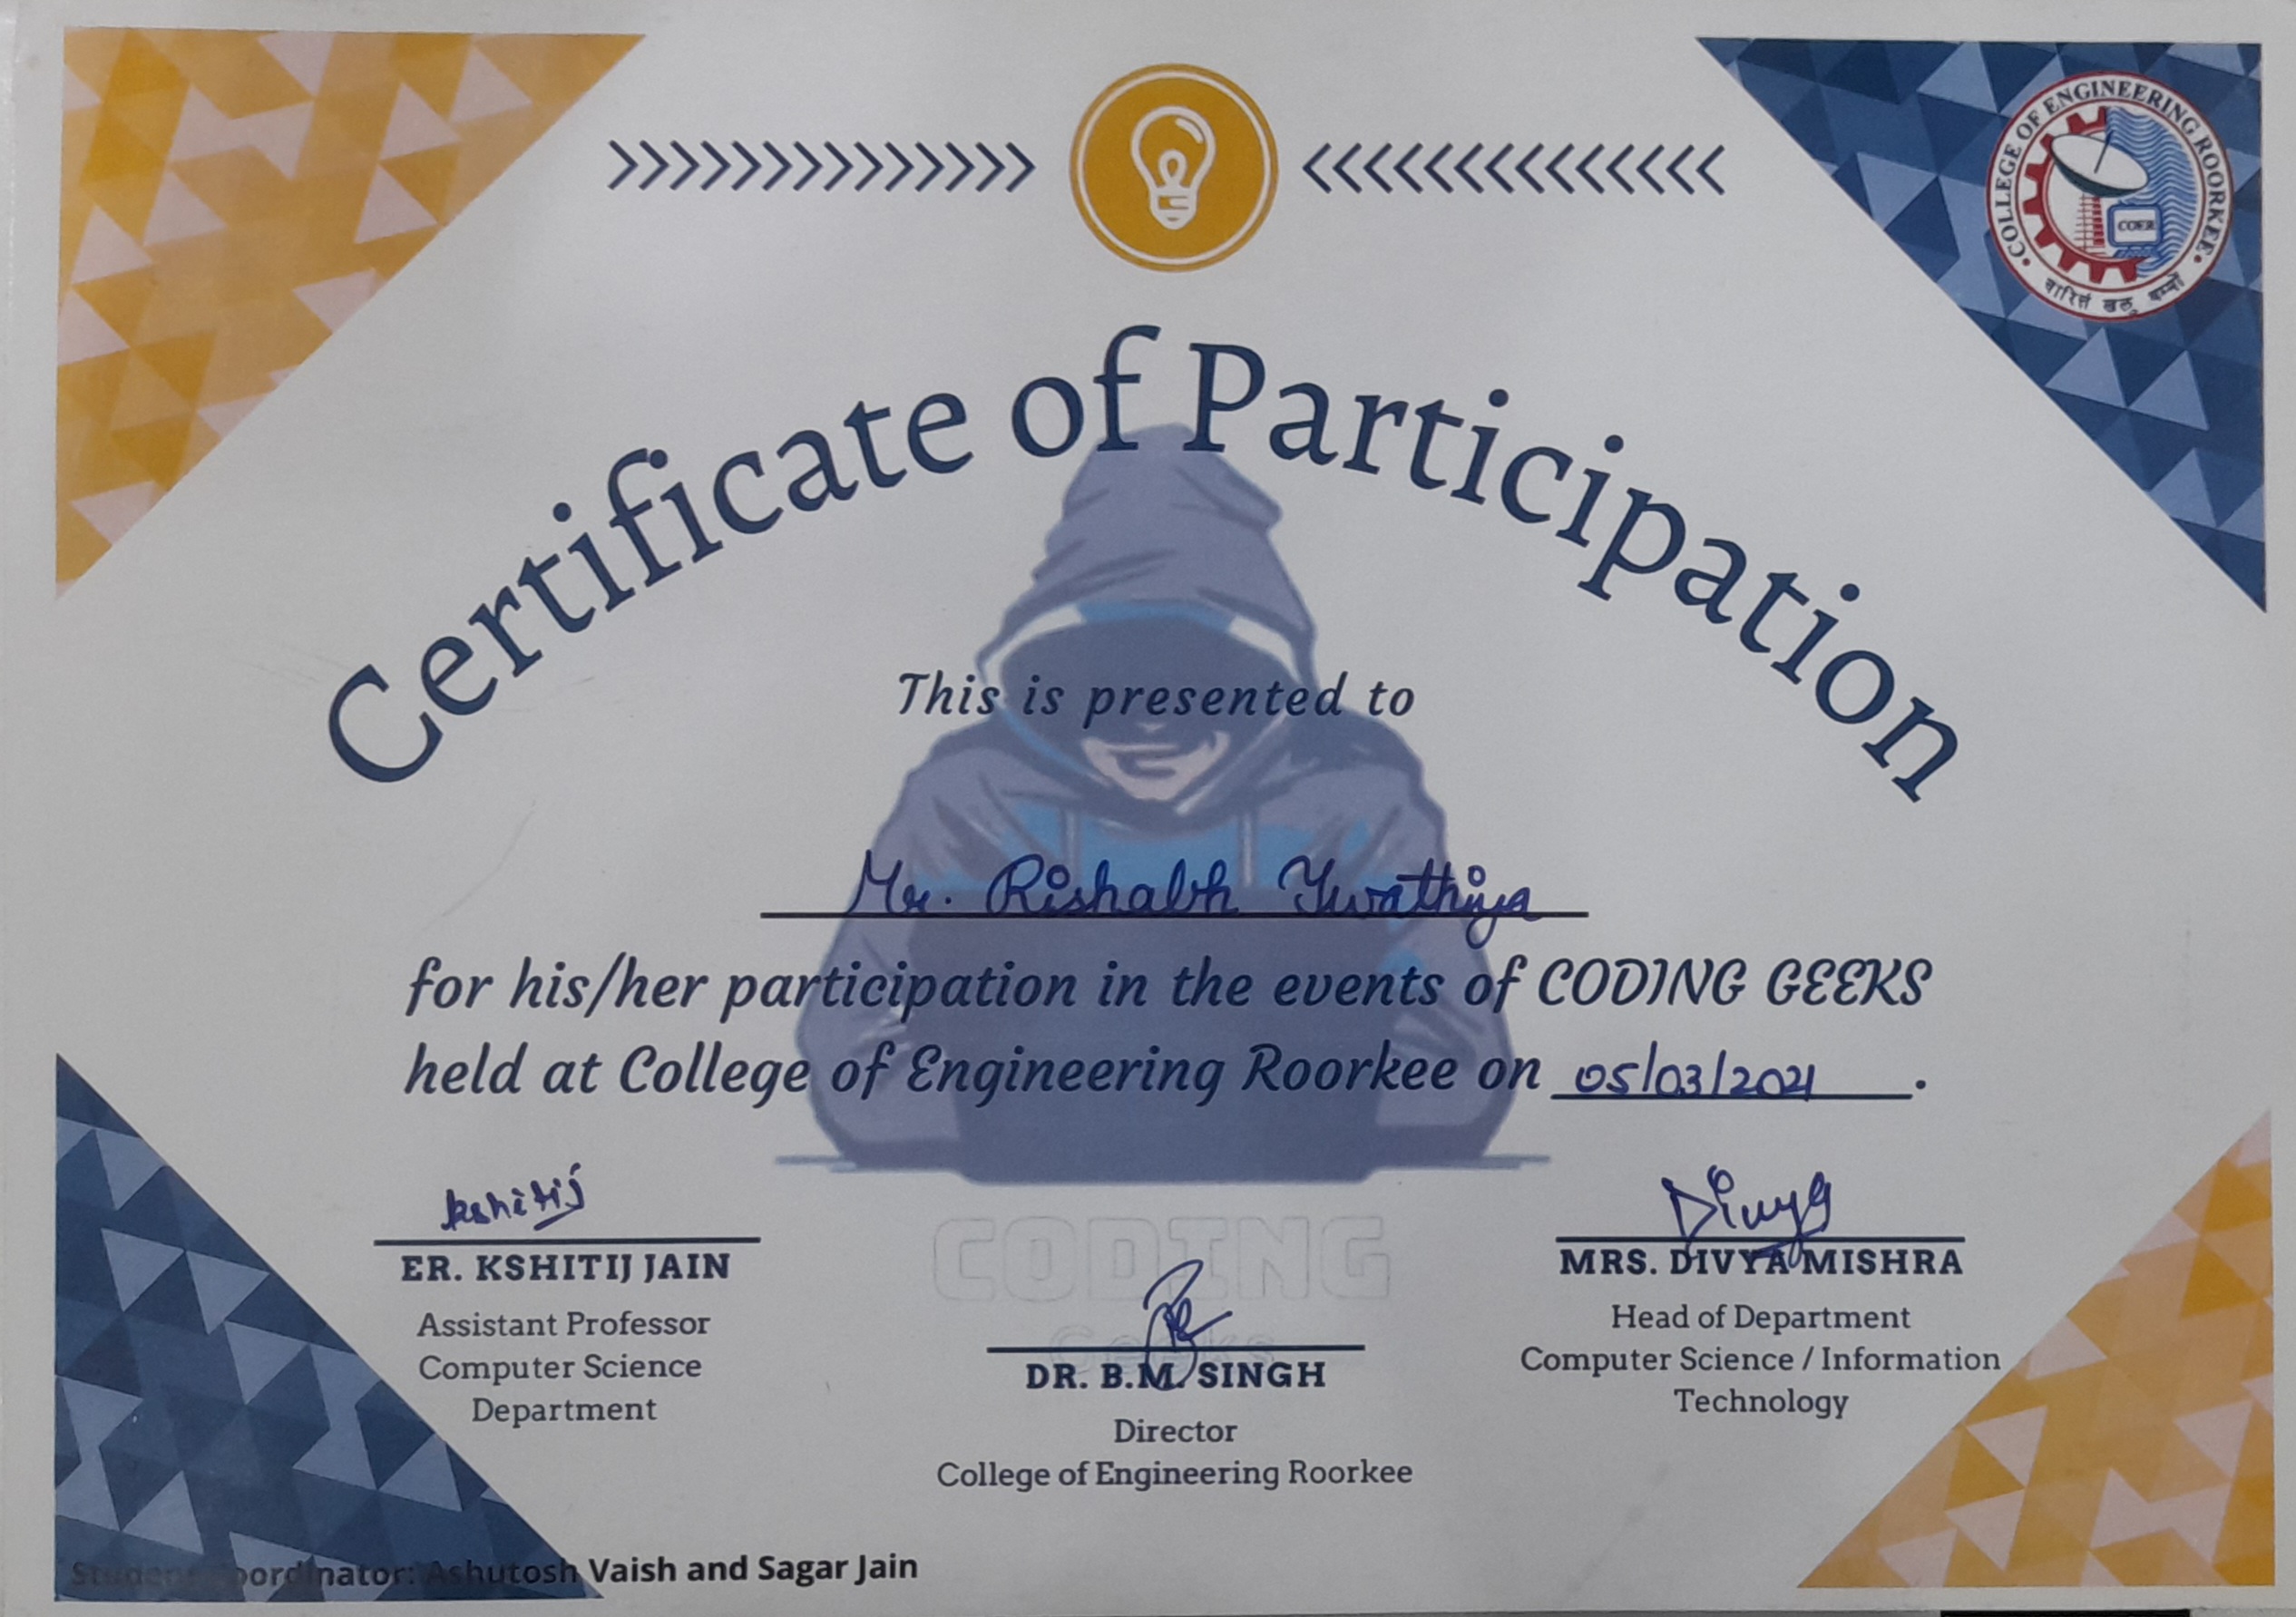 • COLLEGE OF ENGINEERING ROORKEE •
COER
Certificate of Participation
This is presented to
Mr. Rishabh
for his/her participation in the events of CODING GEEKS
held at College of Engineering Roorkee on 05/03/2021.
Kshitij
ER. KSHITIJ JAIN
Assistant Professor
Computer Science
Department
CODING
Geeks
DR. B.M. SINGH
Director
College of Engineering Roorkee
Divya
MRS. DIVYA MISHRA
Head of Department
Computer Science / Information
Technology
Student Coordinator: Ashutosh Vaish and Sagar Jain